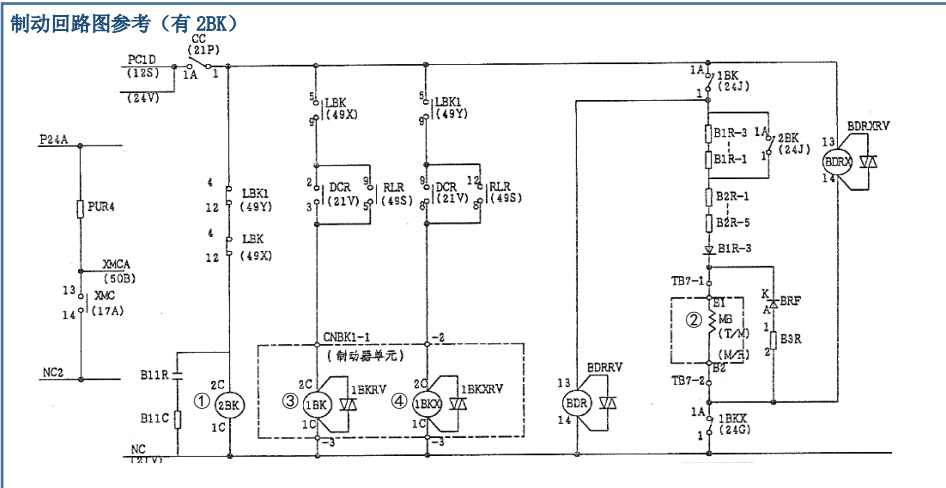 制动回路图参考（有 2BK）
CC
(21P)
PC1D
(12S)
(24V)
1A 1
P24A
PUR4
XMCA
(50B)
13
XMC
14
(17A)
NC2
NC
(21V)
4
LBK1
12
(49Y)
4
LBK
12
(49X)
B11R
B11C
2C
① 2BK
1C
5
LBK
(49X)
9
2
DCR
(21V)
3
9
RLR
(49S)
5
5
LBK1
(49Y)
9
9
DCR
(21V)
8
12
RLR
(49S)
8
CNBK1-1
-2
(制动器单元)
2C
1BKRV
③ 1BK
1C
-3
2C
1BKXRV
④ 1BKX
1C
-3
BDRRV
13
BDR
14
1A
1BK
(24J)
1
B1R-3
B1R-1
1A
2BK
(24J)
1
B2R-1
B2R-5
B1R-3
TB7-1
B1
② MB
(T/M)
(M/R)
B2
TB7-2
K
BRF
A
1
B3R
2
1A
1BKX
(24G)
1
BDRXRV
13
BDRX
14